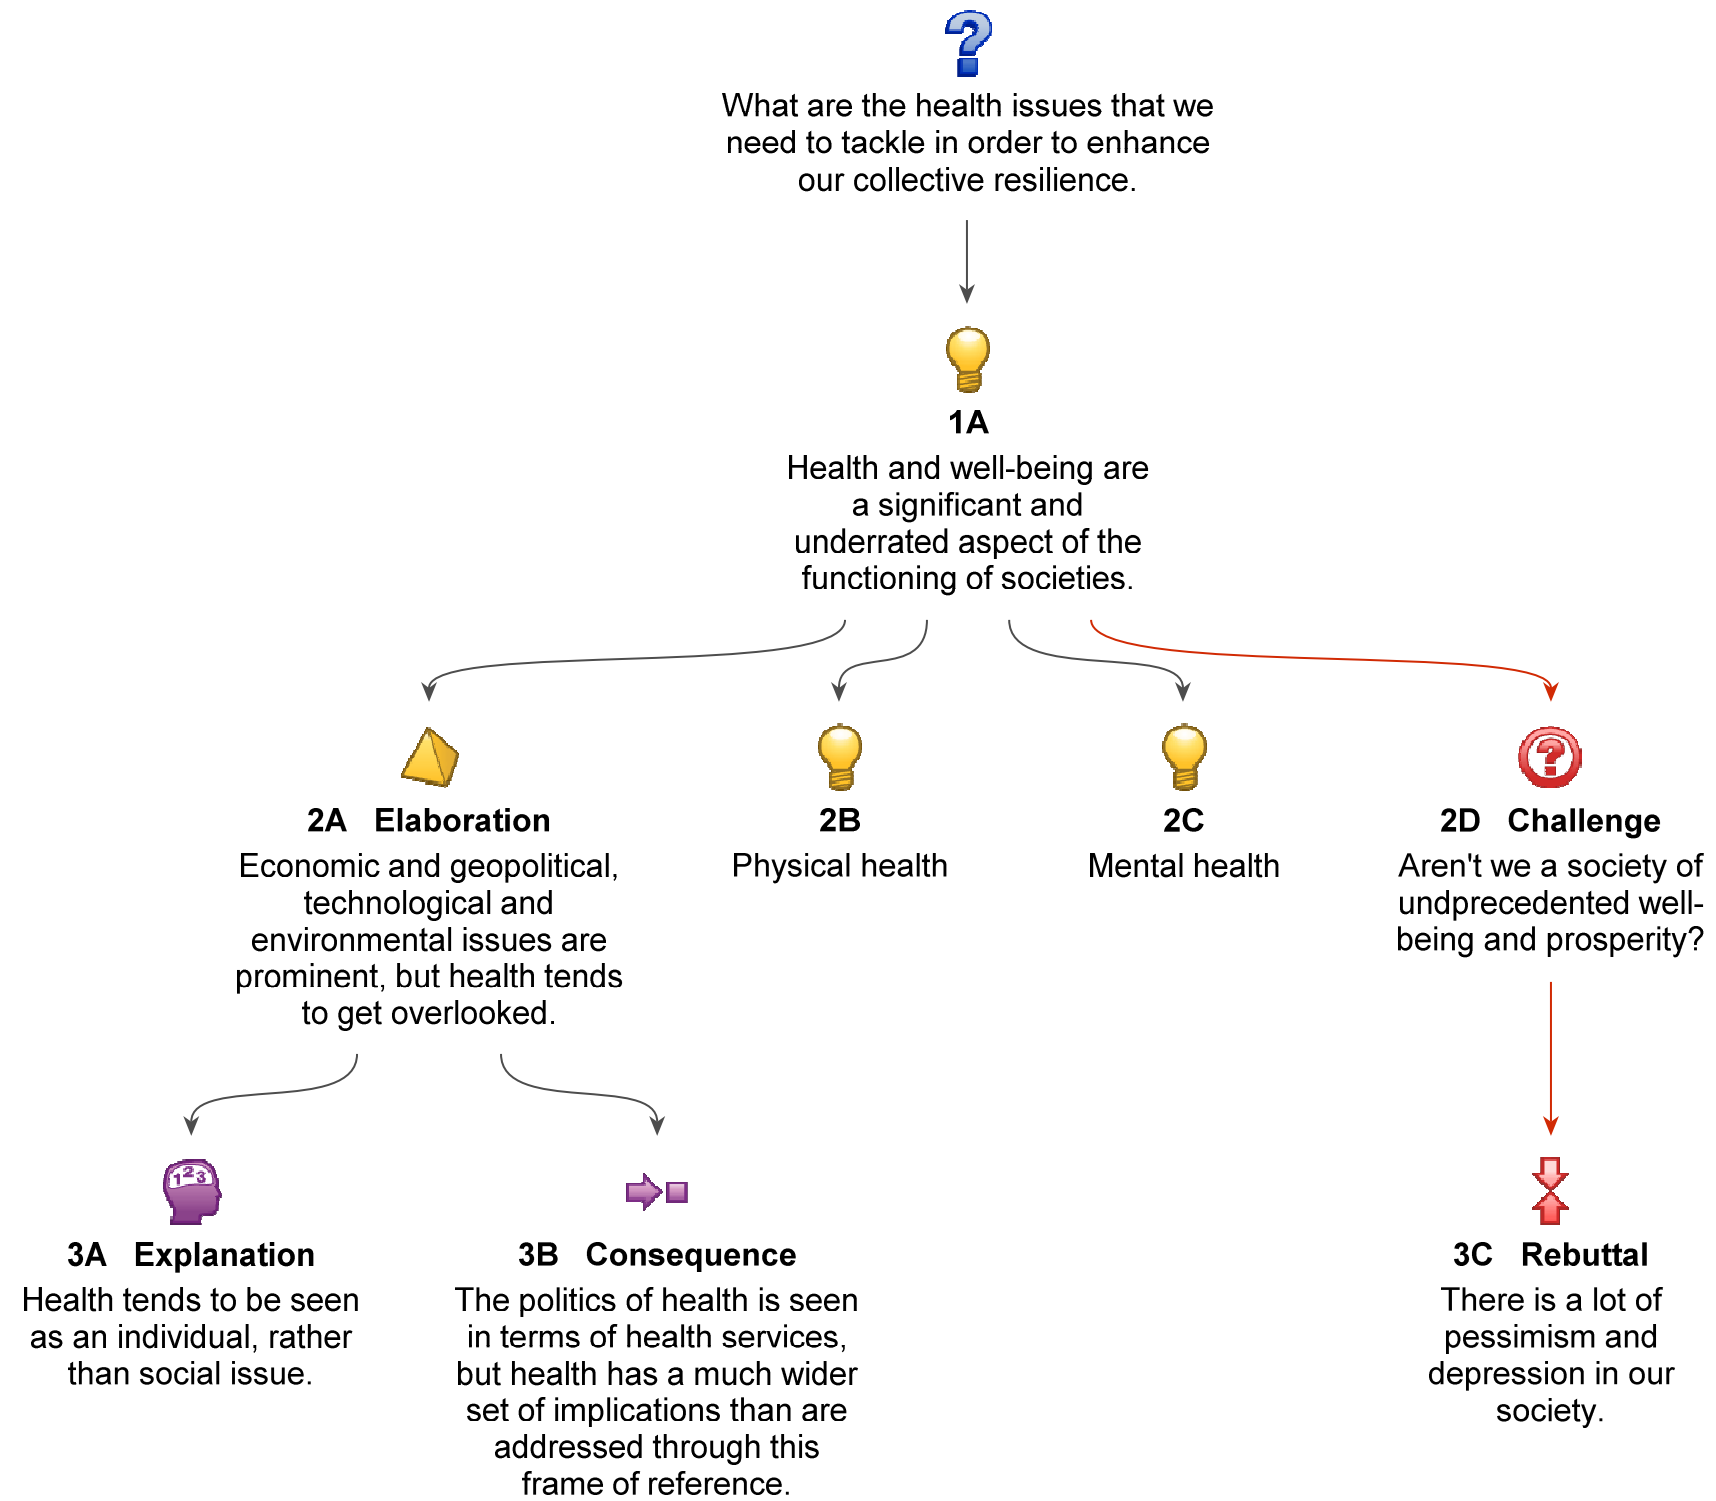 What are the health issues that we
need to tackle in order to enhance
our collective resilience.
1A
Health and well-being are
a significant and
underrated aspect of the
functioning of societies.
2A Elaboration
Economic and geopolitical,
technological and
environmental issues are
prominent, but health tends
to get overlooked.
2B
Physical health
2C
Mental health
2D Challenge
Aren't we a society of
undprecedented well-
being and prosperity?
1 2 3
3A Explanation
Health tends to be seen
as an individual, rather
than social issue.
3B Consequence
The politics of health is seen
in terms of health services,
but health has a much wider
set of implications than are
addressed through this
frame of reference.
3C Rebuttal
There is a lot of
pessimism and
depression in our
society.